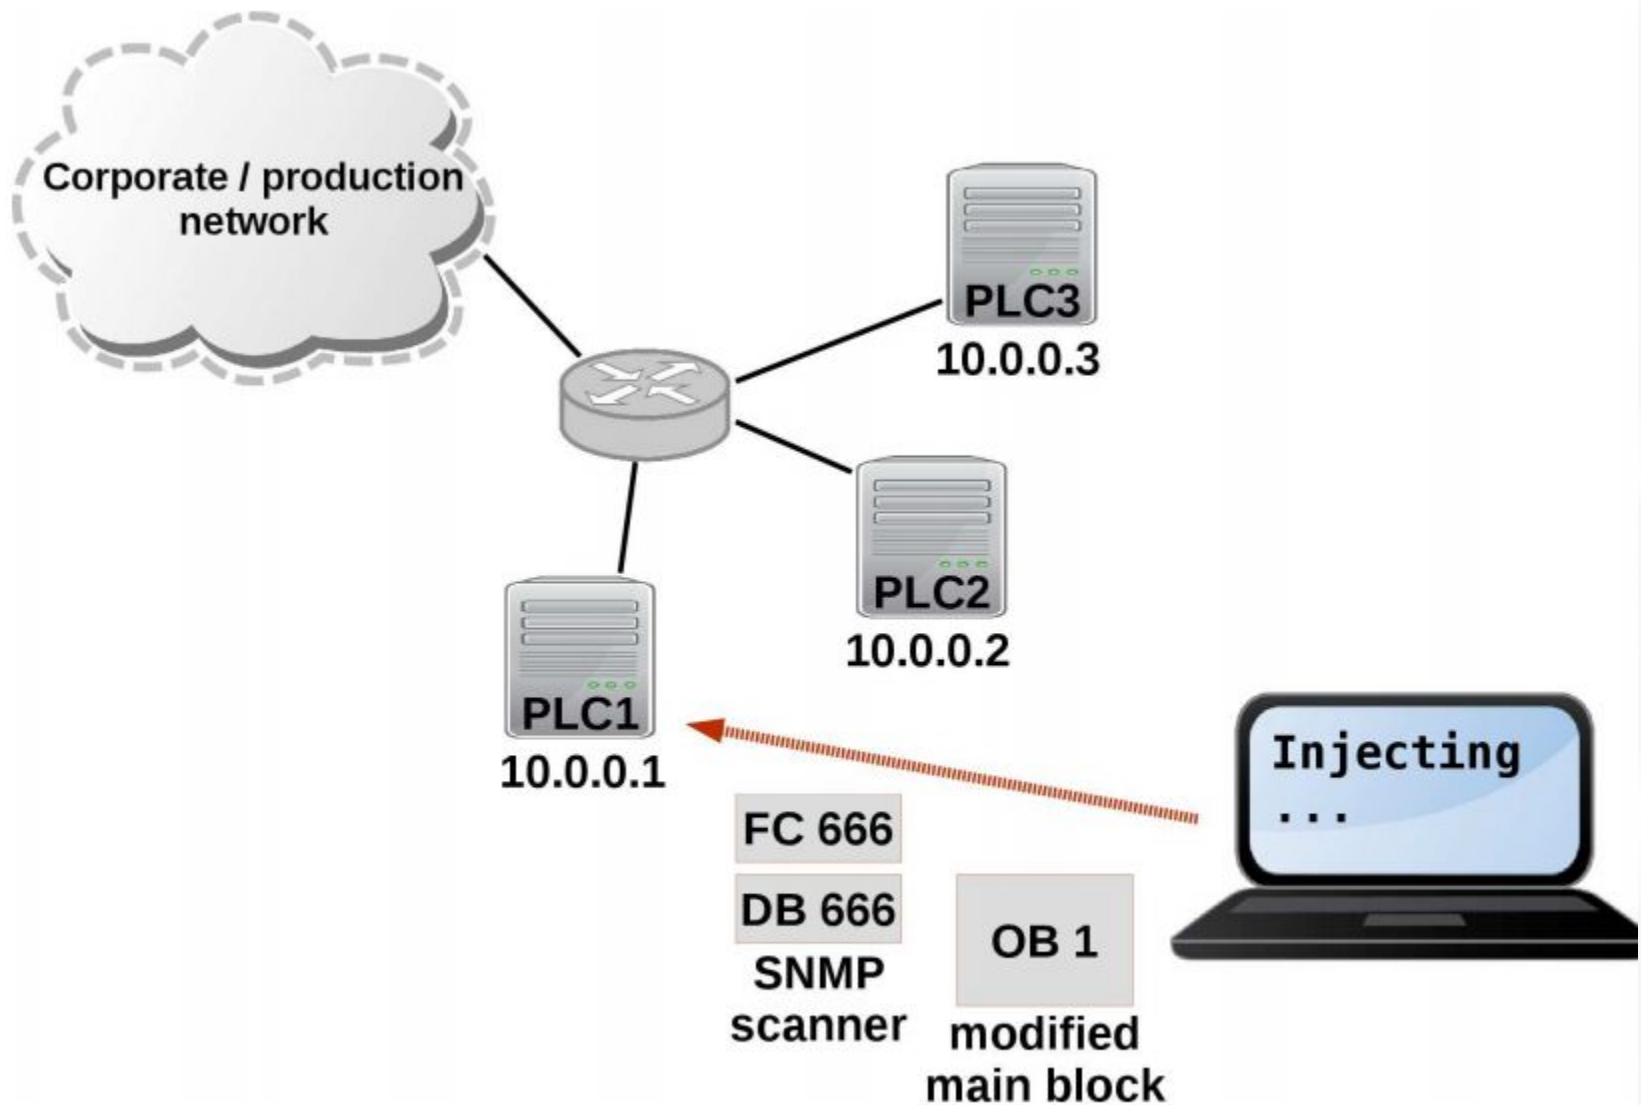 Corporate / production
network
PLC3
10.0.0.3
PLC2
10.0.0.2
PLC1
10.0.0.1
Injecting
...
FC 666
DB 666
SNMP
scanner
OB 1
modified
main block